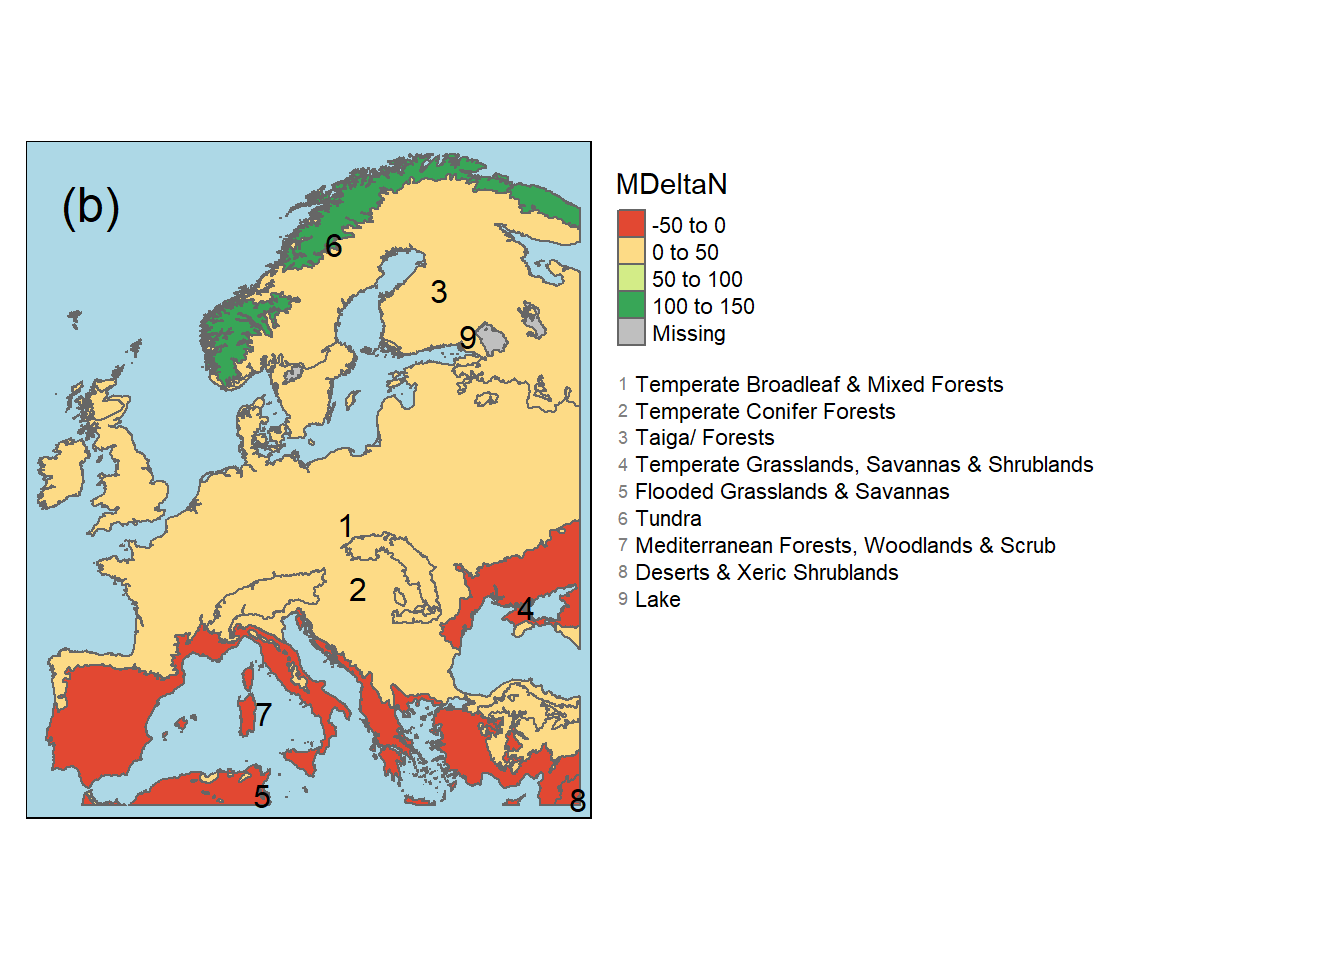 (b)
6
3
9
1
2
4
7
5
8
MDeltaN
-50 to 0
0 to 50
50 to 100
100 to 150
Missing
1 Temperate Broadleaf & Mixed Forests
2 Temperate Conifer Forests
3 Taiga/ Forests
4 Temperate Grasslands, Savannas & Shrublands
5 Flooded Grasslands & Savannas
6 Tundra
7 Mediterranean Forests, Woodlands & Scrub
8 Deserts & Xeric Shrublands
9 Lake